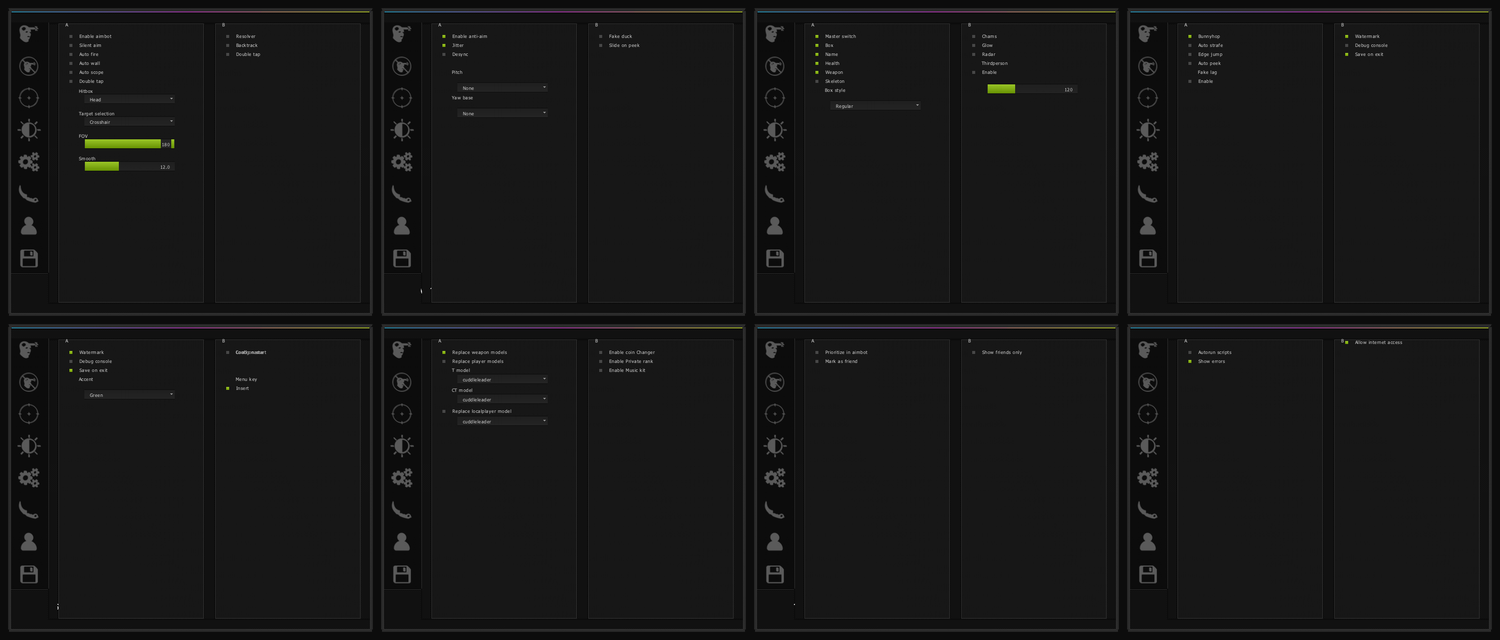 A
Enable aimbot
Silent aim
Auto fire
Auto wall
Auto scope
Double tap
Hitbox
Head
Target selection
Crosshair
FOV
180
Smooth
12.0
B
Resolver
Backtrack
Double tap
A
Enable anti-aim
Jitter
Desync
Pitch
None
Yaw base
None
B
Fake duck
Slide on peek
A
Master switch
Box
Name
Health
Weapon
Skeleton
Box style
Regular
B
Chams
Glow
Radar
Thirdperson
Enable
120
A
Bunnyhop
Auto strafe
Edge jump
Auto peek
Fake lag
Enable
B
Watermark
Debug console
Save on exit
A
Watermark
Debug console
Save on exit
Accent
Green
B
Menu key
Insert
A
Replace weapon models
Replace player models
T model
cuddleleader
CT model
cuddleleader
Replace localplayer model
cuddleleader
B
Enable coin Changer
Enable Private rank
Enable Music kit
A
Prioritize in aimbot
Mark as friend
B
Show friends only
A
Autorun scripts
Show errors
B
Allow internet access